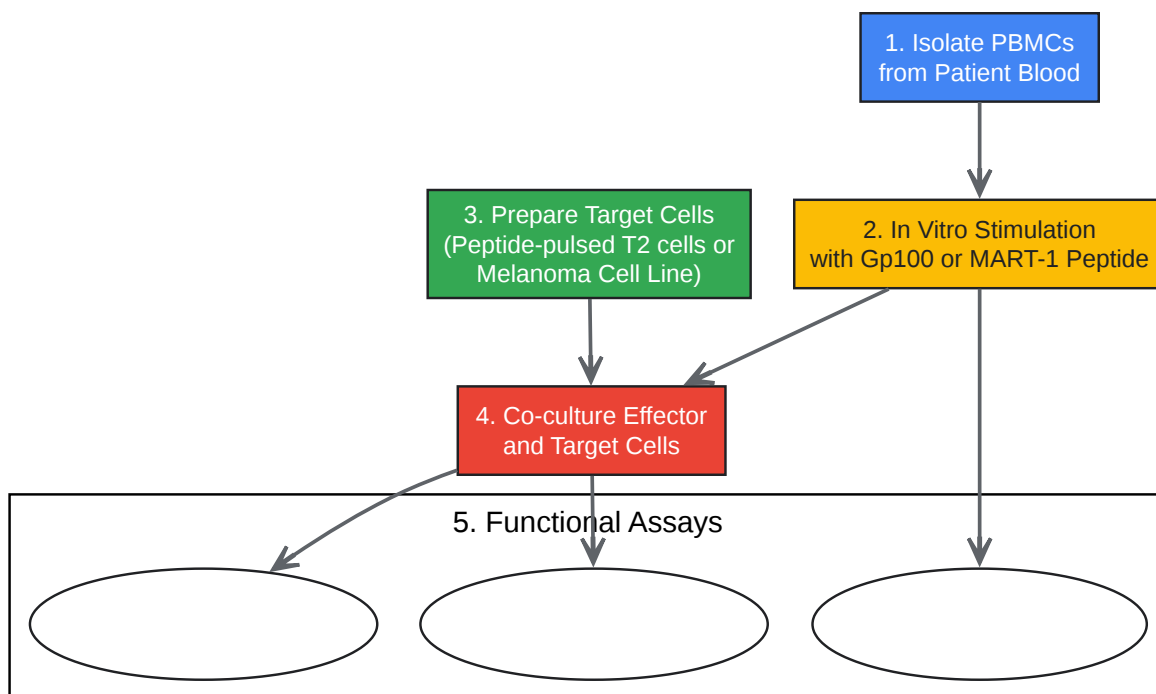 1. Isolate PBMCs
from Patient Blood
2. In Vitro Stimulation
with Gp100 or MART-1 Peptide
3. Prepare Target Cells
(Peptide-pulsed T2 cells or
Melanoma Cell Line)
4. Co-culture Effector
and Target Cells
5. Functional Assays